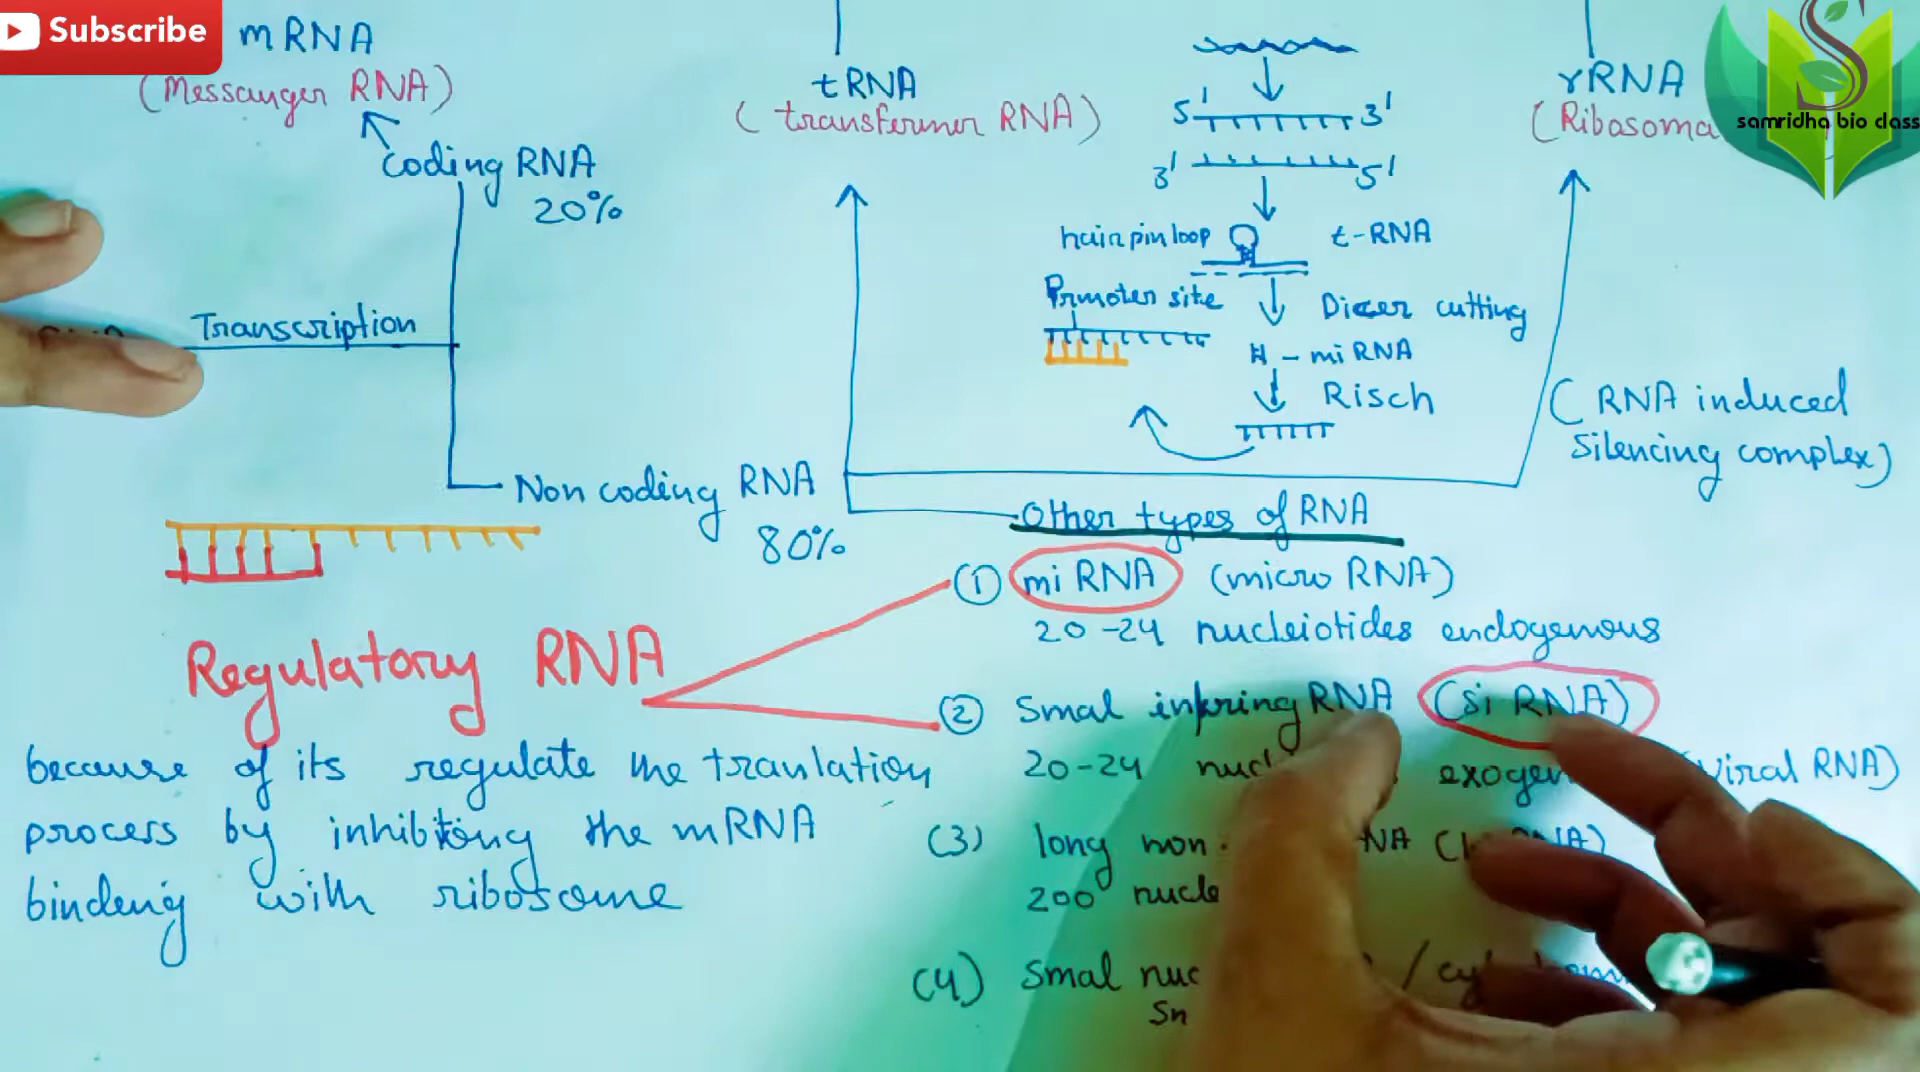 Subscribe
mRNA
(Messanger RNA)
coding RNA
20%
Transcription
Non coding RNA
80%
tRNA
(transfermer RNA)
5' 3'
3' 5'
hairpin loop
t-RNA
Prmoter site
Dicer cutting
miRNA
Risch
(RNA induced
silencing complex)
rRNA
(Ribosoma
samridha bio class
Other types of RNA
① mi RNA (micro RNA)
20-24 nucleiotides endogenous
② Smal infring RNA (si RNA)
20-24 (viral RNA)
(3) long non
200
(4) Smal
Sn
Regulatory RNA
because of its regulate the tranlation
process by inhibiting the mRNA
binding with ribosome